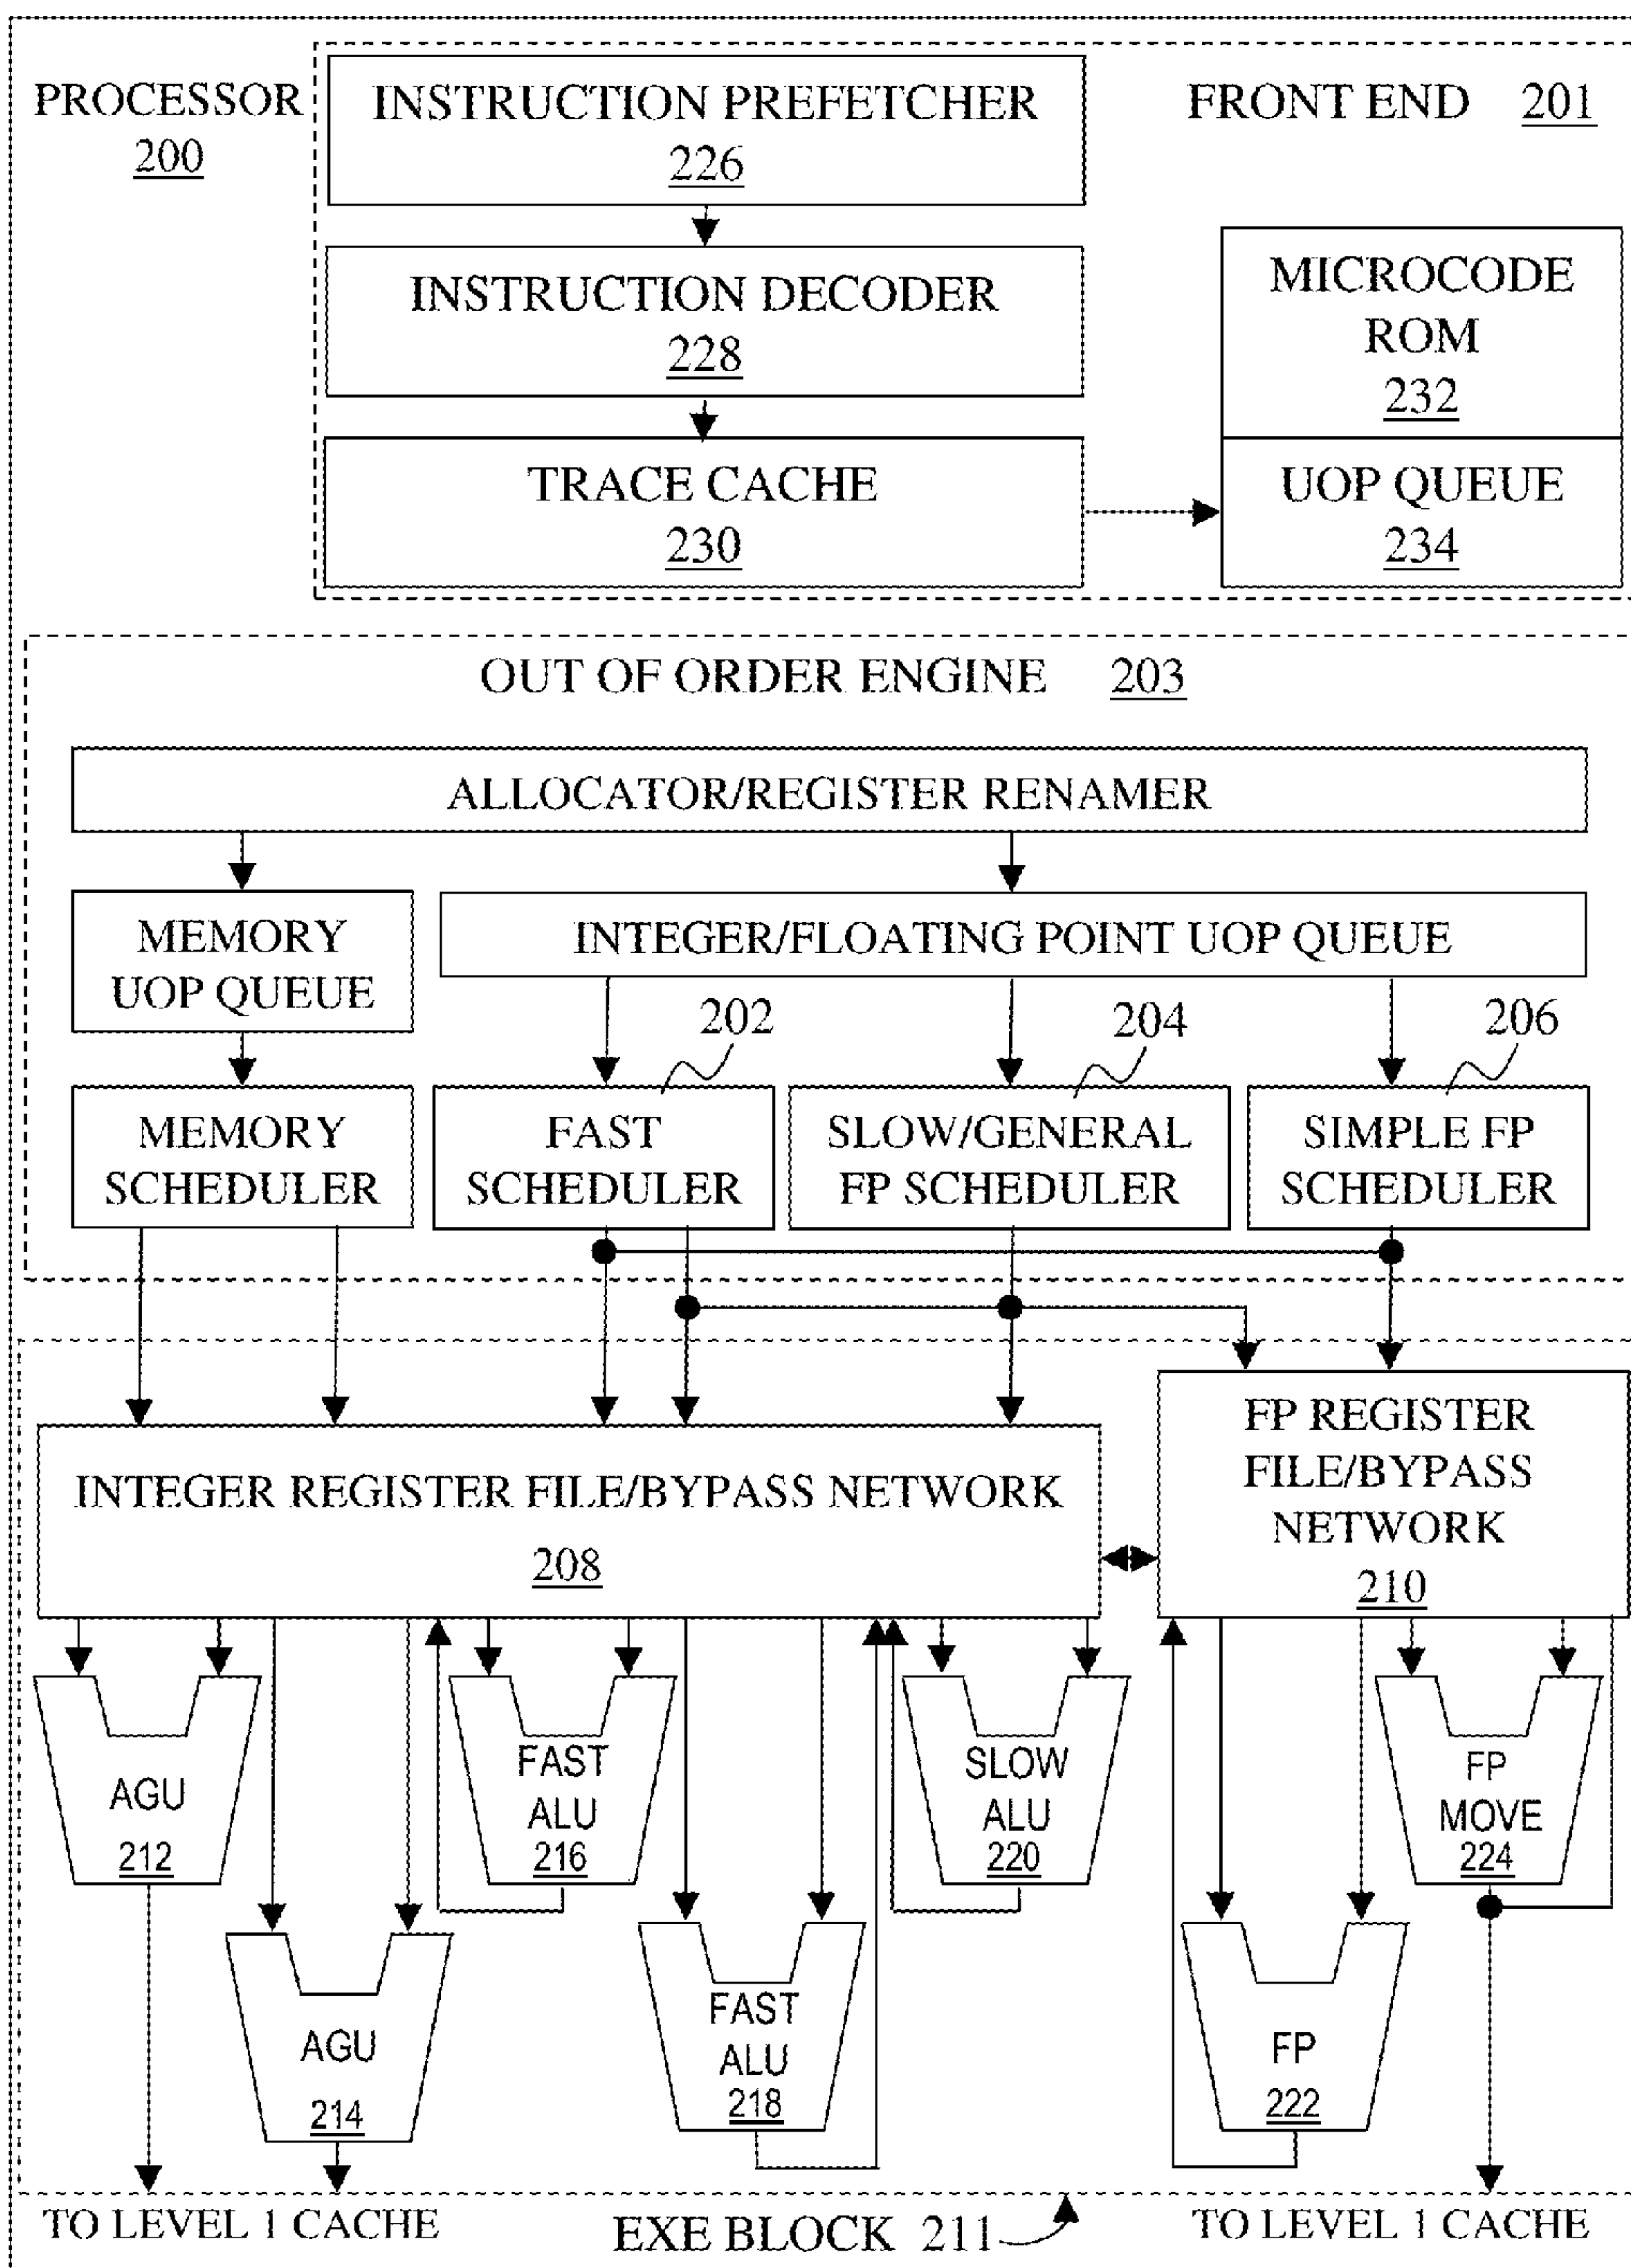 PROCESSOR
200
INSTRUCTION PREFETCHER
226
FRONT END 201
INSTRUCTION DECODER
228
MICROCODE
ROM
232
TRACE CACHE
230
UOP QUEUE
234
OUT OF ORDER ENGINE 203
ALLOCATOR/REGISTER RENAMER
MEMORY
UOP QUEUE
INTEGER/FLOATING POINT UOP QUEUE
202
204
206
MEMORY
SCHEDULER
FAST
SCHEDULER
SLOW/GENERAL
FP SCHEDULER
SIMPLE FP
SCHEDULER
INTEGER REGISTER FILE/BYPASS NETWORK
208
FP REGISTER
FILE/BYPASS
NETWORK
210
AGU
212
FAST
ALU
216
SLOW
ALU
220
FP
MOVE
224
AGU
214
FAST
ALU
218
FP
222
TO LEVEL 1 CACHE
EXE BLOCK 211
TO LEVEL 1 CACHE